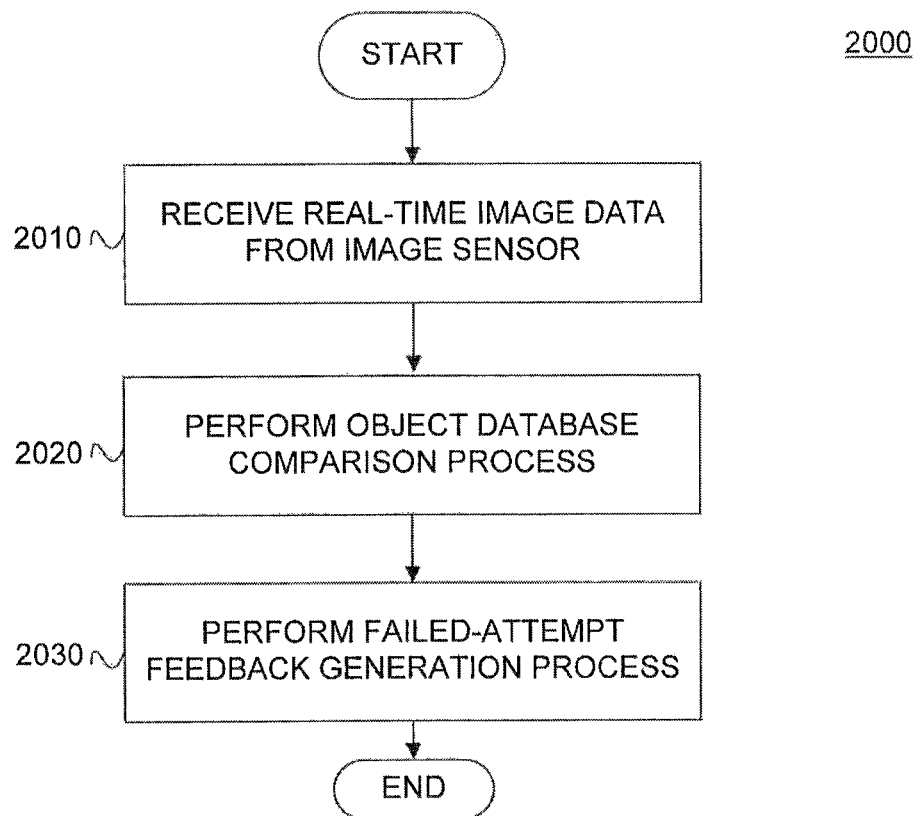 START
2000
2010
RECEIVE REAL-TIME IMAGE DATA
FROM IMAGE SENSOR
2020
PERFORM OBJECT DATABASE
COMPARISON PROCESS
2030
PERFORM FAILED-ATTEMPT
FEEDBACK GENERATION PROCESS
END